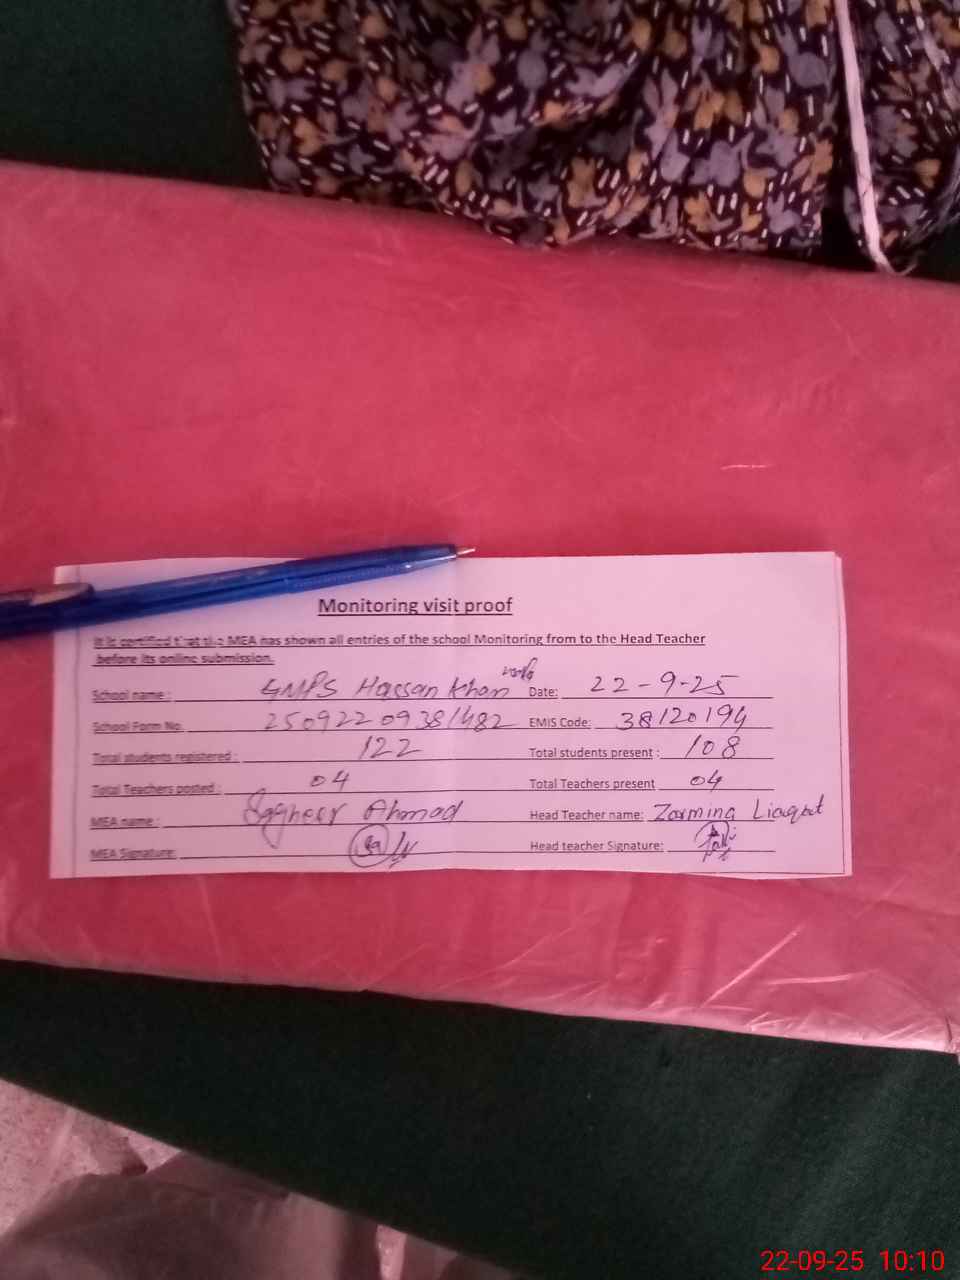 Monitoring visit proof
It is certified that the MEA has shown all entries of the school Monitoring from to the Head Teacher
before its online submission.
School name: GMPS Hassan Khan Date: 22-9-25
School Form No. 25092209381482 EMIS Code: 38120194
Total students registered: 122 Total students present: 108
Total Teachers posted: 04 Total Teachers present 04
MEA name: Sagheer Ahmad Head Teacher name: Zarmina Liaqat
MEA Signature: Head teacher Signature:
22-09-25 10:10